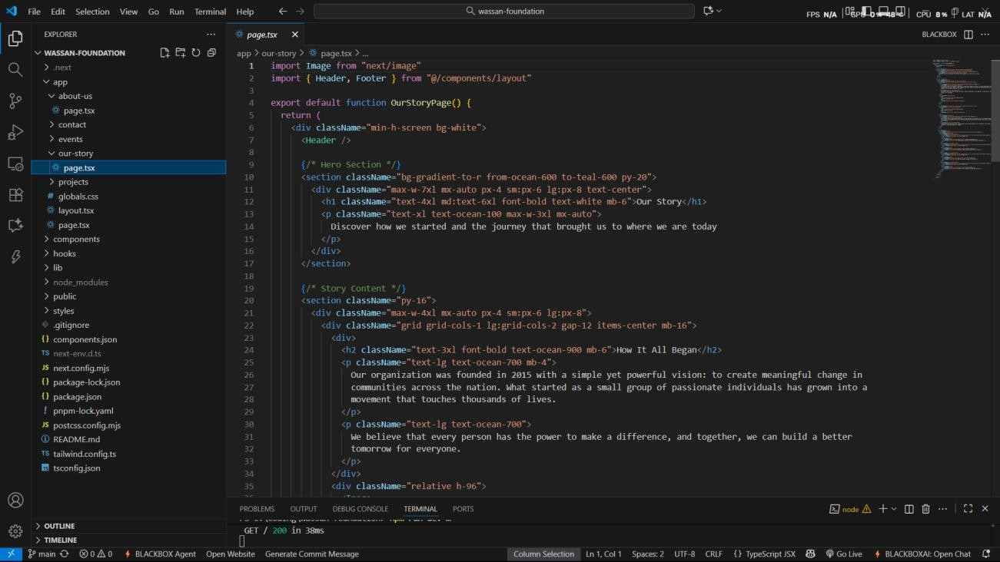 File Edit Selection View Go Run Terminal Help
wassan-foundation
FPS N/A GPU 0% 48°C CPU 8% LAT N/A
EXPLORER
WASSAN-FOUNDATION
.next
app
about-us
page.tsx
contact
events
our-story
page.tsx
projects
globals.css
layout.tsx
page.tsx
components
hooks
lib
node_modules
public
styles
.gitignore
components.json
next-env.d.ts
next.config.mjs
package-lock.json
package.json
pnpm-lock.yaml
postcss.config.mjs
README.md
tailwind.config.ts
tsconfig.json
OUTLINE
TIMELINE
page.tsx
BLACKBOX
app > our-story > page.tsx > ...
1 import Image from "next/image"
2 import { Header, Footer } from "@/components/layout"
3
4 export default function OurStoryPage() {
5 return (
6 <div className="min-h-screen bg-white">
7 <Header />
8
9 {/* Hero Section */}
10 <section className="bg-gradient-to-r from-ocean-600 to-teal-600 py-20">
11 <div className="max-w-7xl mx-auto px-4 sm:px-6 lg:px-8 text-center">
12 <h1 className="text-4xl md:text-6xl font-bold text-white mb-6">Our Story</h1>
13 <p className="text-xl text-ocean-100 max-w-3xl mx-auto">
14 Discover how we started and the journey that brought us to where we are today
15 </p>
16 </div>
17 </section>
18
19 {/* Story Content */}
20 <section className="py-16">
21 <div className="max-w-4xl mx-auto px-4 sm:px-6 lg:px-8">
22 <div className="grid grid-cols-1 lg:grid-cols-2 gap-12 items-center mb-16">
23 <div>
24 <h2 className="text-3xl font-bold text-ocean-900 mb-6">How It All Began</h2>
25 <p className="text-lg text-ocean-700 mb-4">
26 Our organization was founded in 2015 with a simple yet powerful vision: to create meaningful change in
27 communities across the nation. What started as a small group of passionate individuals has grown into a
28 movement that touches thousands of lives.
29 </p>
30 <p className="text-lg text-ocean-700">
31 We believe that every person has the power to make a difference, and together, we can build a better
32 tomorrow for everyone.
33 </p>
34 </div>
35 <div className="relative h-96">
PROBLEMS OUTPUT DEBUG CONSOLE TERMINAL PORTS
node
GET / 200 in 38ms
main 0 0 BLACKBOX Agent Open Website Generate Commit Message
Column Selection Ln 1, Col 1 Spaces: 2 UTF-8 CRLF {} TypeScript JSX Go Live BLACKBOXAI: Open Chat